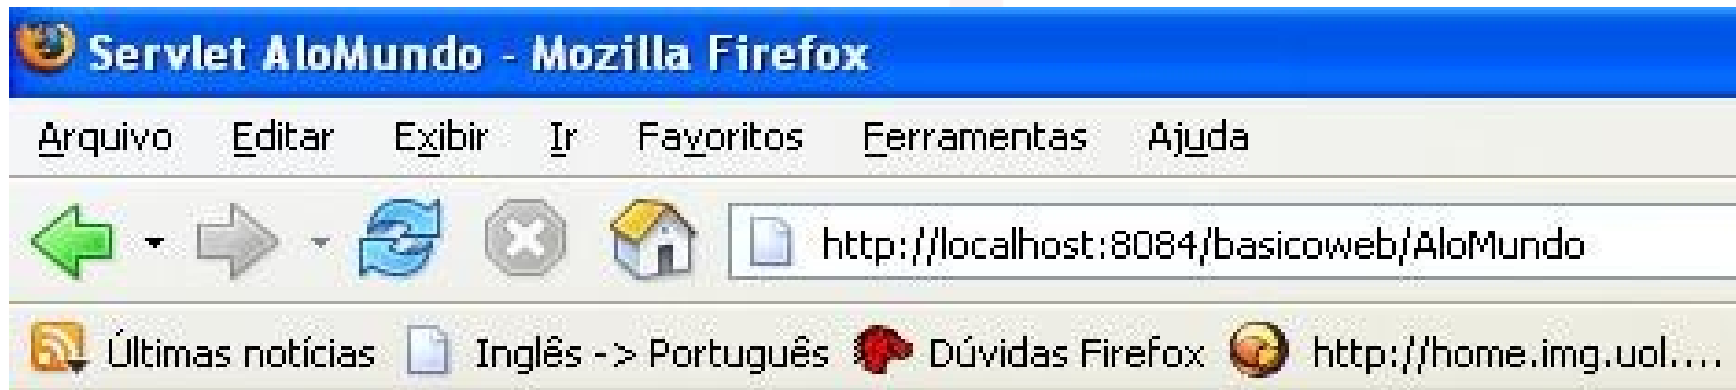 Servlet AloMundo - Mozilla Firefox
Arquivo Editar Exibir Ir Favoritos Ferramentas Ajuda
http://localhost:8084/basicoweb/AloMundo
Últimas notícias Inglês -> Português Dúvidas Firefox http://home.img.uol....